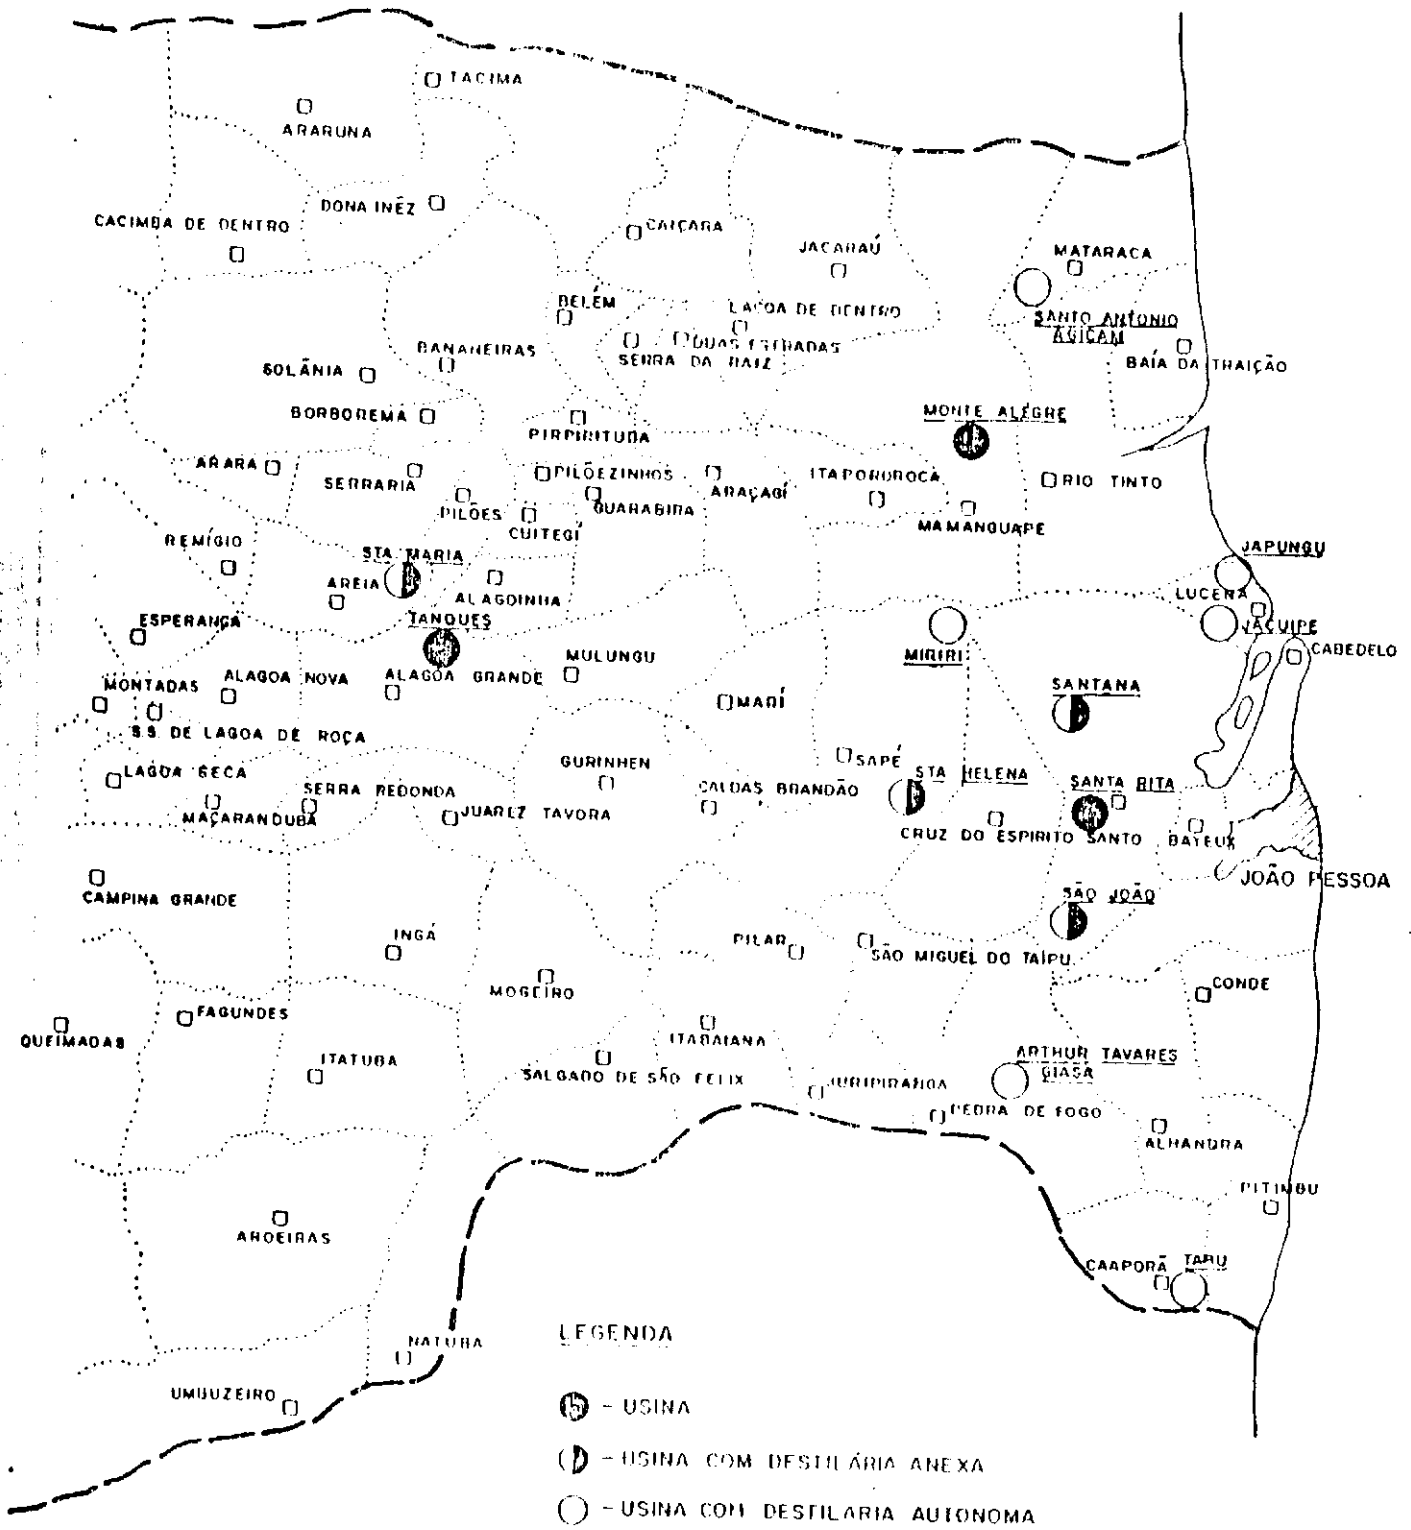 TACIMA
ARARUNA
DONA INÊZ
CACIMBA DE DENTRO
CAIÇARA
JACARAÚ
MATARACA
BELÉM
LAGOA DE DENTRO
SANTO ANTONIO
AGICAM
DUAS ESTRADAS
SERRA DA RAIZ
BANANEIRAS
BAÍA DA TRAIÇÃO
SOLÂNIA
BORBOREMA
MONTE ALEGRE
PIRPIRITUBA
ARARA
SERRARIA
PILÕEZINHOS
ARAÇAGÍ
ITAPOROROCA
RIO TINTO
PILÕES
GUARABIRA
MAMANGUAPE
CUITEGÍ
REMÍGIO
STA MARIA
JAPUNGU
AREIA
ALAGOINHA
LUCENA
ESPERANÇA
TANQUES
JACUIPE
MIRIRI
CABEDELO
MULUNGU
MONTADAS
ALAGOA NOVA
ALAGOA GRANDE
SANTANA
MARÍ
S.S. DE LAGOA DE ROÇA
SAPÉ
GURINHEN
LAGOA SECA
STA HELENA
SERRA REDONDA
CALDAS BRANDÃO
SANTA RITA
MAÇARANDUBA
JUAREZ TAVORA
CRUZ DO ESPIRITO SANTO
BAYEUX
JOÃO PESSOA
CAMPINA GRANDE
SÃO JOÃO
INGÁ
PILAR
SÃO MIGUEL DO TAÍPU
CONDE
MOGEIRO
FAGUNDES
QUEIMADAS
ITABAIANA
ARTHUR TAVARES
GIASA
ITATUBA
SALGADO DE SÃO FELIX
JURIPIRANGA
PEDRA DE FOGO
ALHANDRA
PITIMBU
AROEIRAS
CAAPORÃ
TABU
NATUBA
UMBUZEIRO
LEGENDA
- USINA
- USINA COM DESTILÁRIA ANEXA
- USINA COM DESTILARIA AUTONOMA